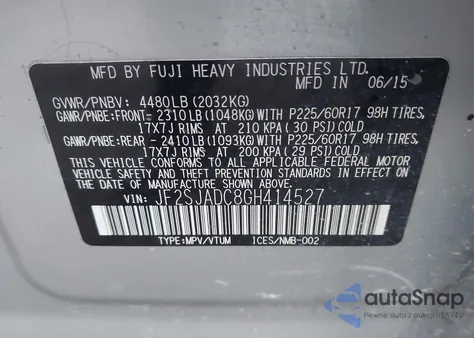 MFD BY FUJI HEAVY INDUSTRIES LTD.
MFD IN 06/15
GVWR/PNBV: 4480LB (2032KG)
GAWR/PNBE:FRONT- 2310LB (1048KG)WITH P225/60R17 98H TIRES,
17X7J RIMS AT 210 KPA (30 PSI)COLD
GAWR/PNBE:REAR - 2410LB (1093KG)WITH P225/60R17 98H TIRES,
17X7J RIMS AT 200 KPA (29 PSI)COLD
THIS VEHICLE CONFORMS TO ALL APPLICABLE FEDERAL MOTOR
VEHICLE SAFETY AND THEFT PREVENTION STANDARDS IN EFFECT
ON THE DATE OF MANUFACTURE SHOWN ABOVE.
JF2SJADC8GH414527
TYPE:MPV/VTUM ICES/NMB-002
autoSnap
Pewne auto z USA i EU